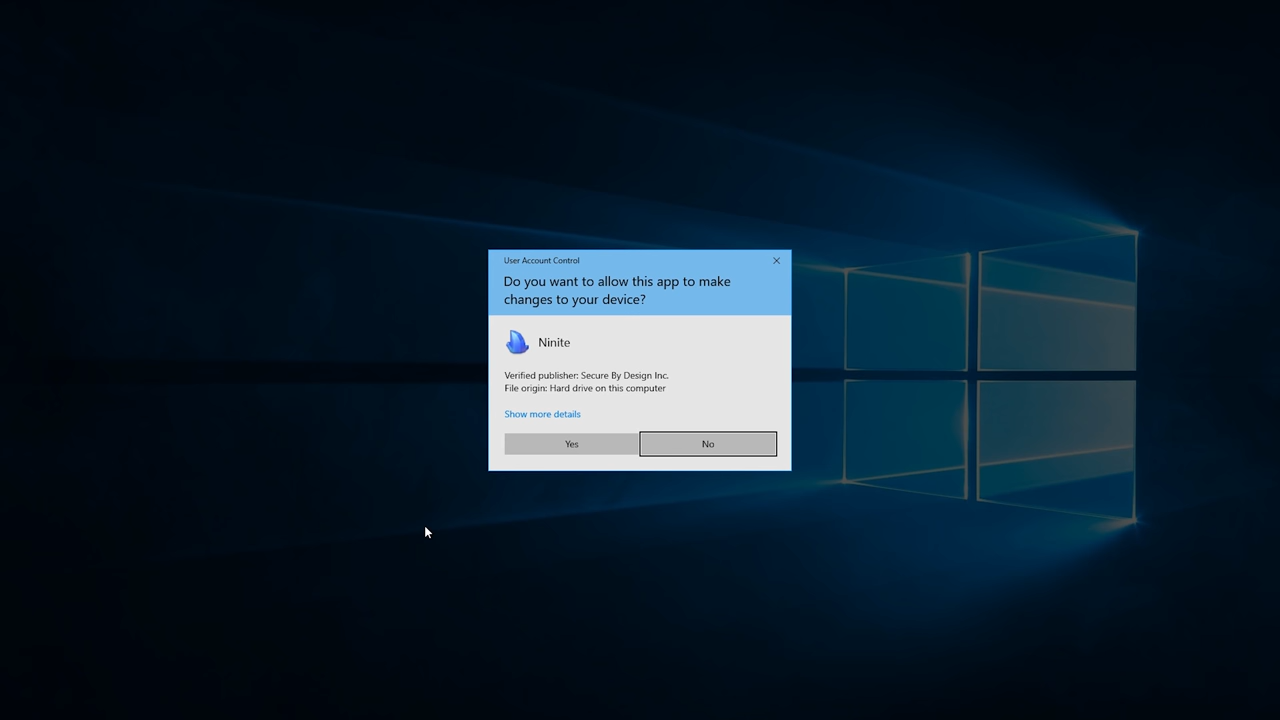 User Account Control
Do you want to allow this app to make
changes to your device?
Ninite
Verified publisher: Secure By Design Inc.
File origin: Hard drive on this computer
Show more details
Yes
No